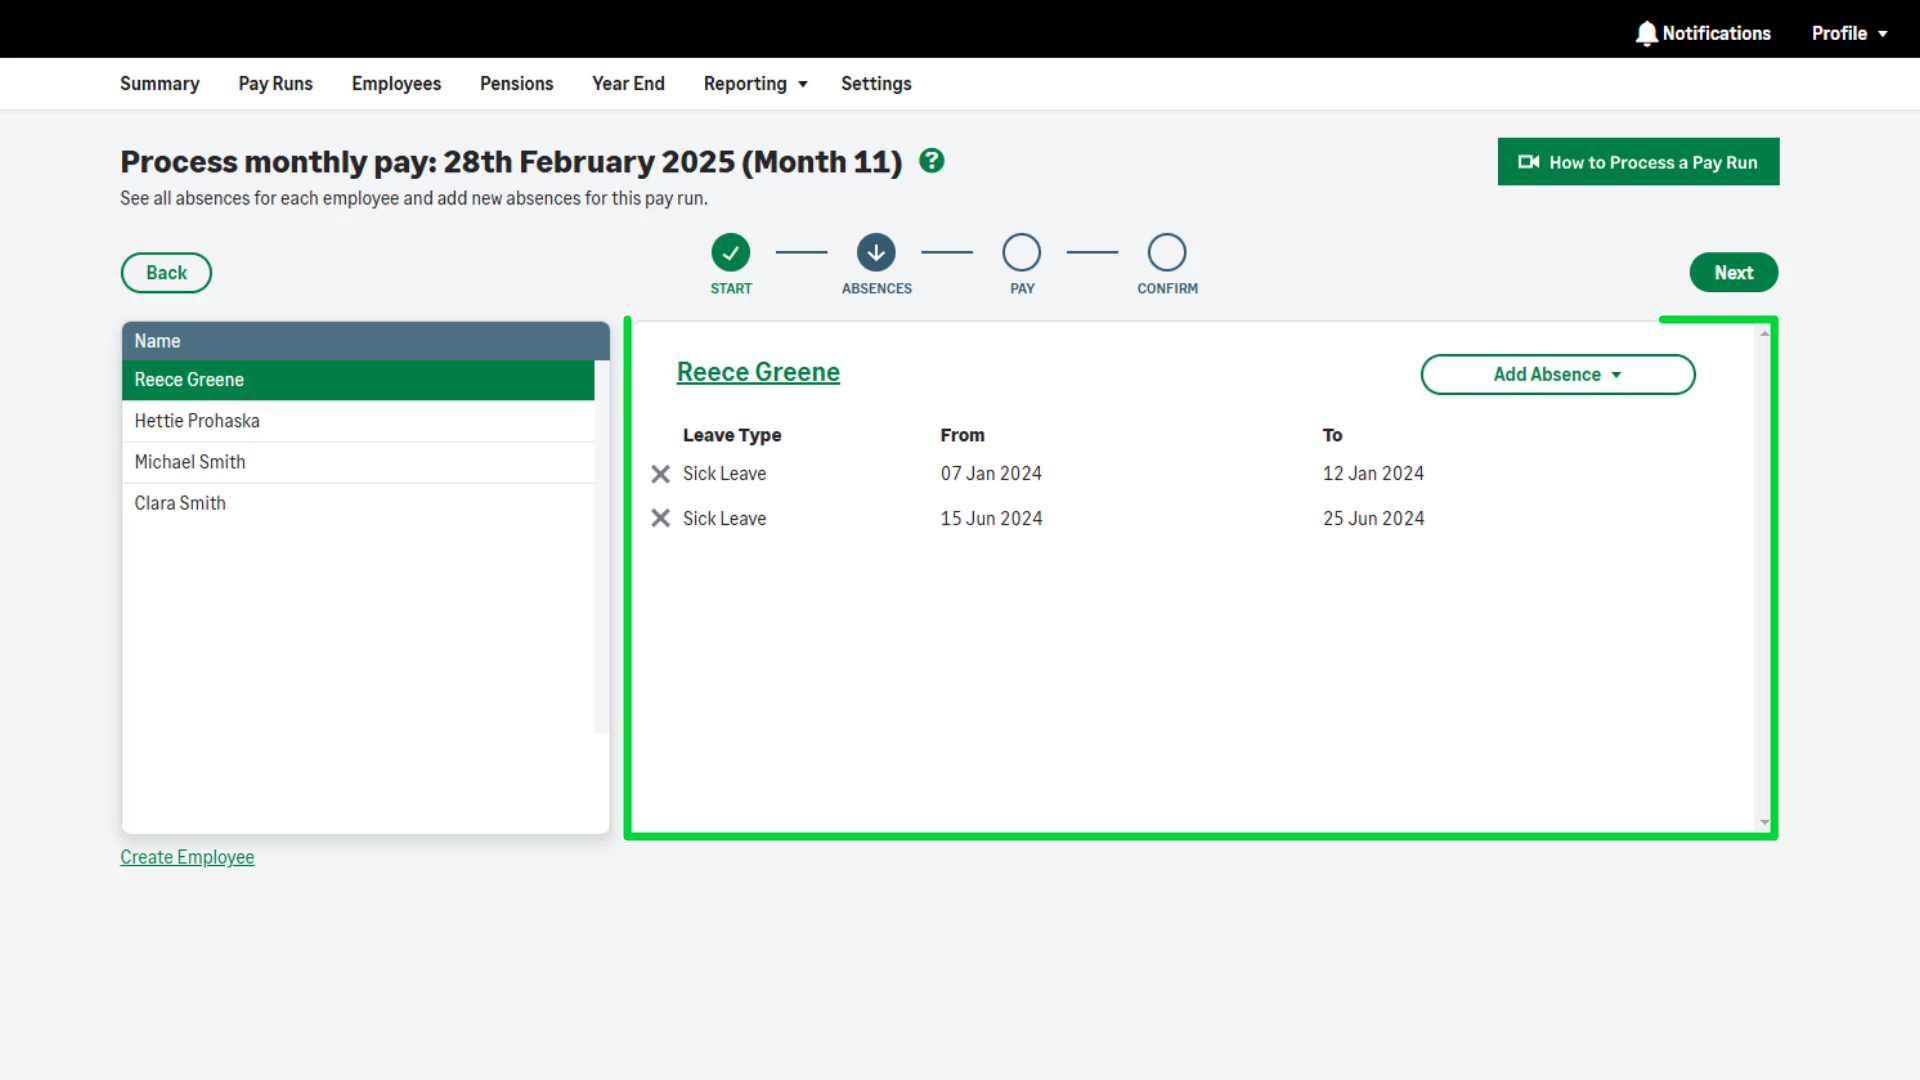 Notifications Profile
Summary Pay Runs Employees Pensions Year End Reporting Settings
Process monthly pay: 28th February 2025 (Month 11) ?
How to Process a Pay Run
See all absences for each employee and add new absences for this pay run.
Back
START ABSENCES PAY CONFIRM
Next
Name
Reece Greene
Hettie Prohaska
Michael Smith
Clara Smith
Create Employee
Reece Greene
Add Absence
Leave Type From To
Sick Leave 07 Jan 2024 12 Jan 2024
Sick Leave 15 Jun 2024 25 Jun 2024